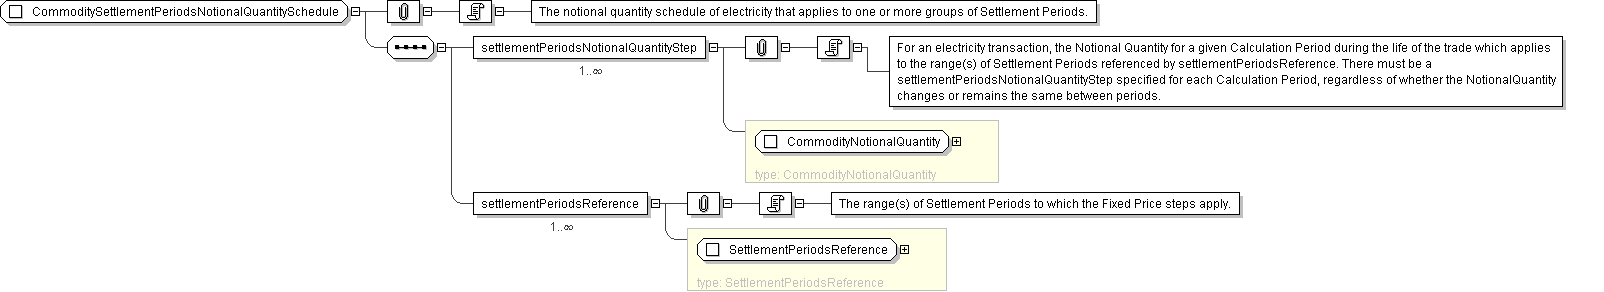 CommoditySettlementPeriodsNotionalQuantitySchedule
The notional quantity schedule of electricity that applies to one or more groups of Settlement Periods.
settlementPeriodsNotionalQuantityStep
1..∞
For an electricity transaction, the Notional Quantity for a given Calculation Period during the life of the trade which applies
to the range(s) of Settlement Periods referenced by settlementPeriodsReference. There must be a
settlementPeriodsNotionalQuantityStep specified for each Calculation Period, regardless of whether the NotionalQuantity
changes or remains the same between periods.
CommodityNotionalQuantity
type: CommodityNotionalQuantity
settlementPeriodsReference
1..∞
The range(s) of Settlement Periods to which the Fixed Price steps apply.
SettlementPeriodsReference
type: SettlementPeriodsReference